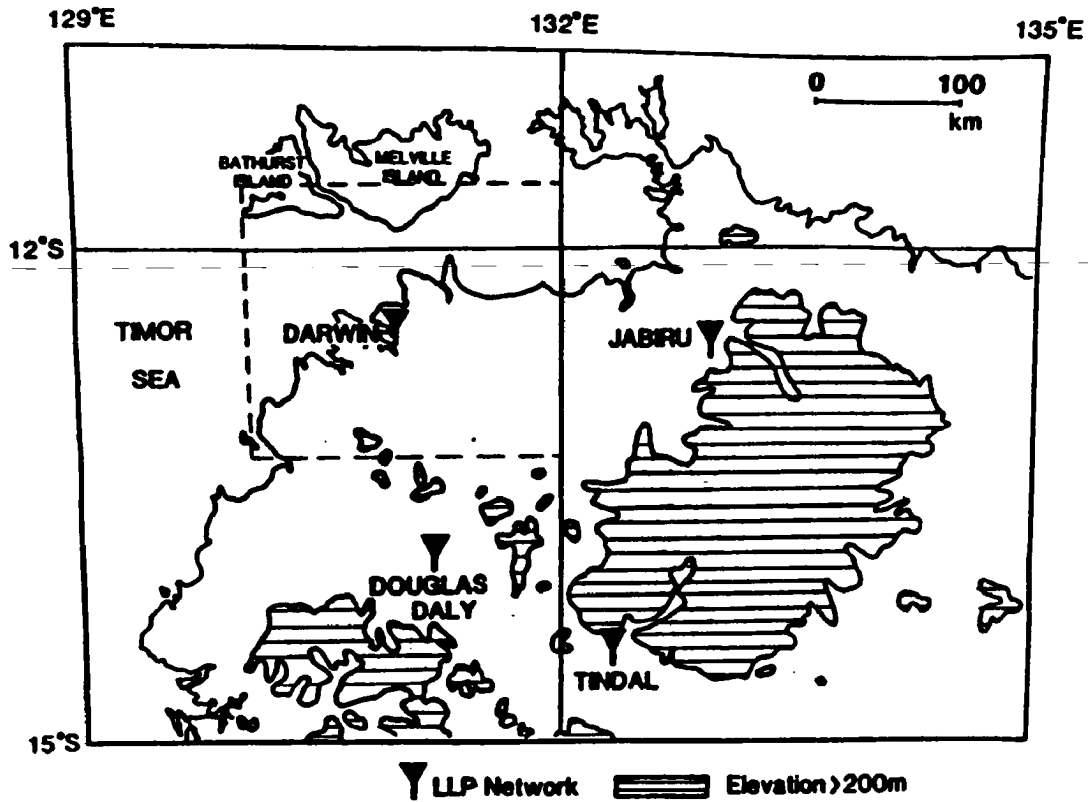 129°E
132°E
135°E
0
100
km
BATHURST
ISLAND
MELVILLE
ISLAND
12°S
TIMOR
SEA
DARWIN
JABIRU
DOUGLAS
DALY
TINDAL
15°S
LLP Network
Elevation >200m